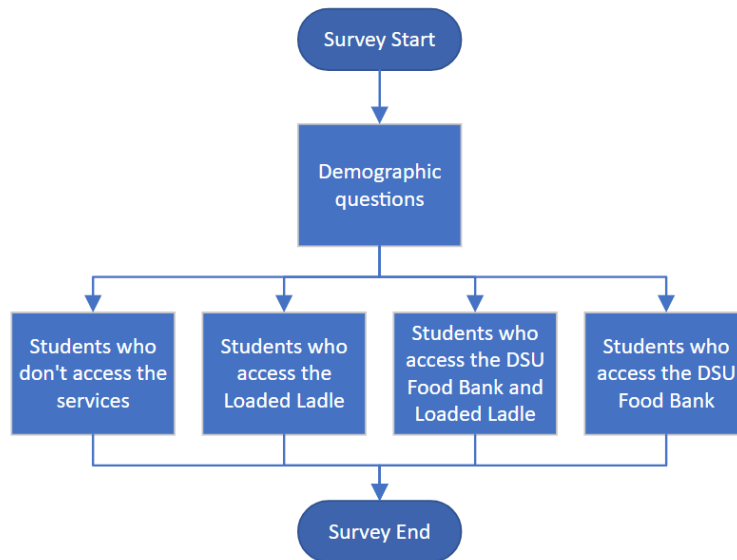 Survey Start
Demographic
questions
Students who
don't access the
services
Students who
access the
Loaded Ladle
Students who
access the DSU
Food Bank and
Loaded Ladle
Students who
access the DSU
Food Bank
Survey End